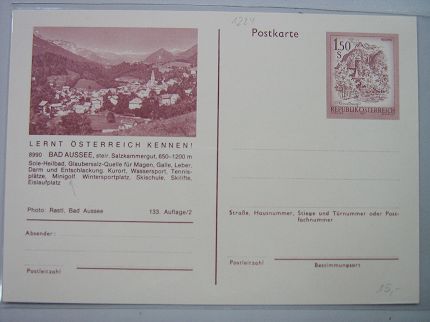 1224
Postkarte
1,50
S
REPUBLIK ÖSTERREICH
LERNT ÖSTERREICH KENNEN!
8990 BAD AUSSEE, steir. Salzkammergut, 650–1200 m
Sole-Heilbad, Glaubersalz-Quelle für Magen, Galle, Leber,
Darm und Entschlackung. Kurort, Wassersport, Tennis-
plätze, Minigolf. Wintersportplatz, Skischule, Skilifte,
Eislaufplatz
Photo: Rastl, Bad Aussee 133. Auflage/2
Absender:
Postleitzahl
Straße, Hausnummer, Stiege und Türnummer oder Post-
fachnummer
Postleitzahl Bestimmungsort
15,-